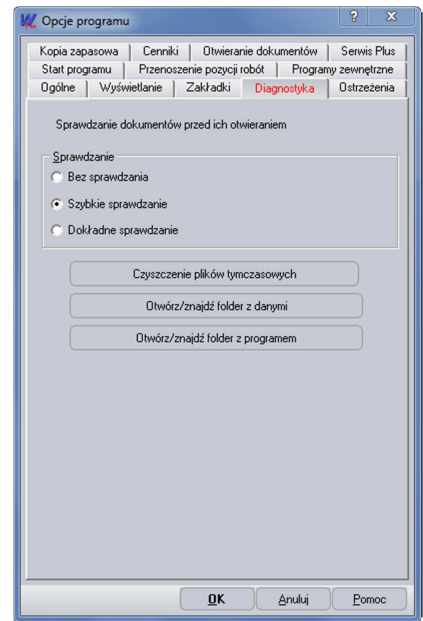 Opcje programu
Kopia zapasowa Cenniki Otwieranie dokumentów Serwis Plus
Start programu Przenoszenie pozycji robót Programy zewnętrzne
Ogólne Wyświetlanie Zakładki Diagnostyka Ostrzeżenia
Sprawdzanie dokumentów przed ich otwieraniem
Sprawdzanie
Bez sprawdzania
Szybkie sprawdzanie
Dokładne sprawdzanie
Czyszczenie plików tymczasowych
Otwórz/znajdź folder z danymi
Otwórz/znajdź folder z programem
OK Anuluj Pomoc